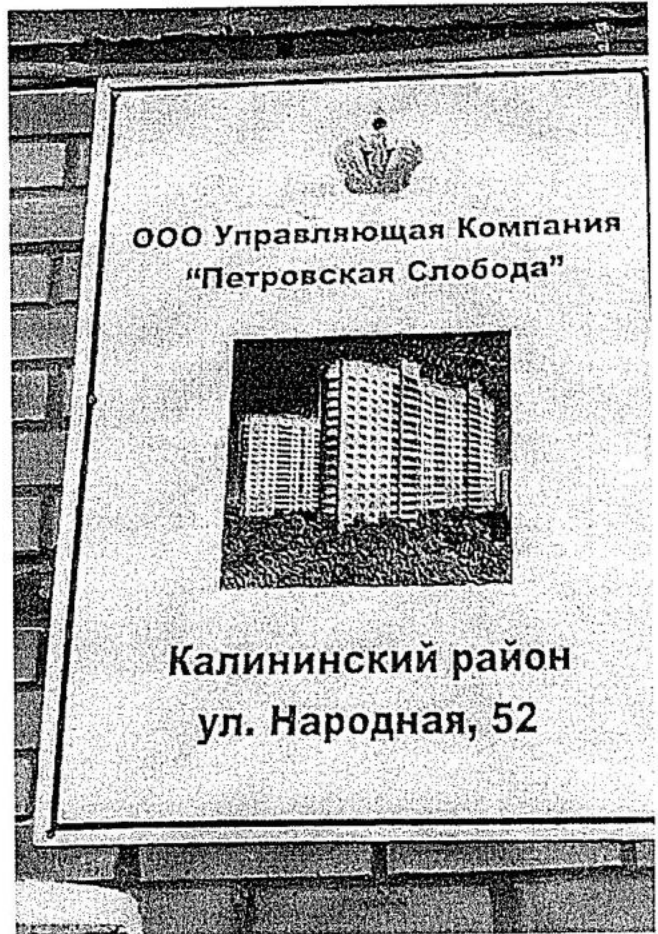 ООО Управляющая Компания
“Петровская Слобода”
Калининский район
ул. Народная, 52